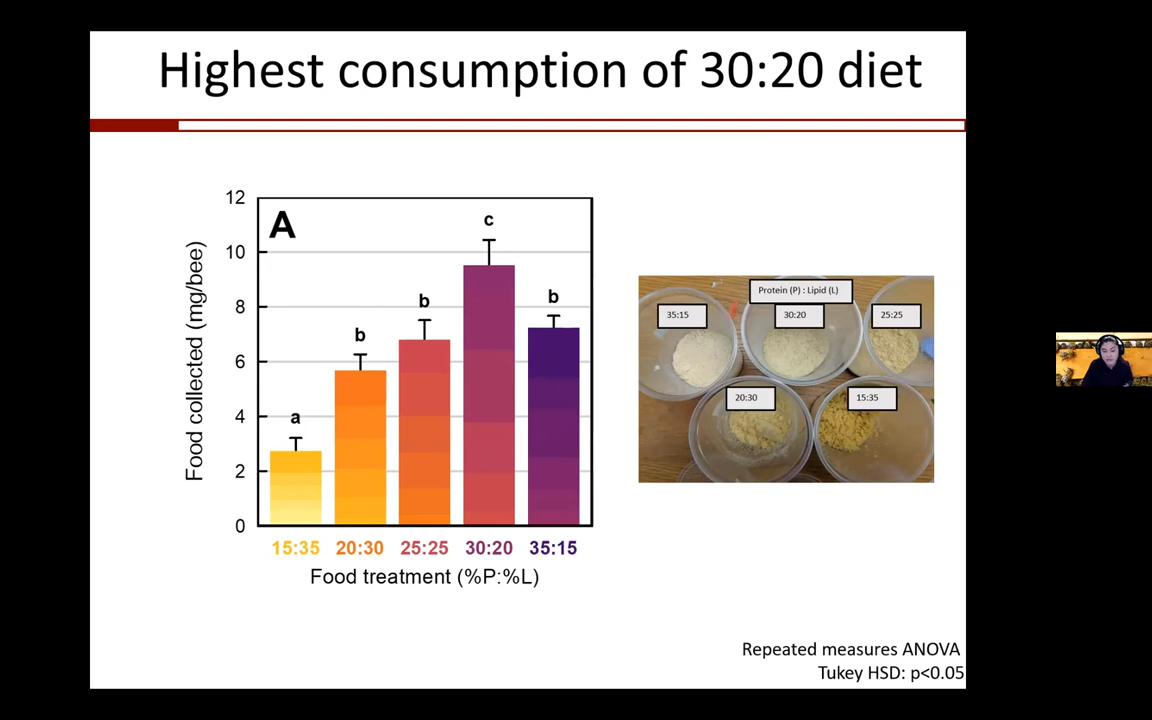 Highest consumption of 30:20 diet
12
10
8
6
4
2
0
Food collected (mg/bee)
A
a
b
b
c
b
15:35 20:30 25:25 30:20 35:15
Food treatment (%P:%L)
Protein (P) : Lipid (L)
35:15
30:20
25:25
20:30
15:35
Repeated measures ANOVA
Tukey HSD: p<0.05